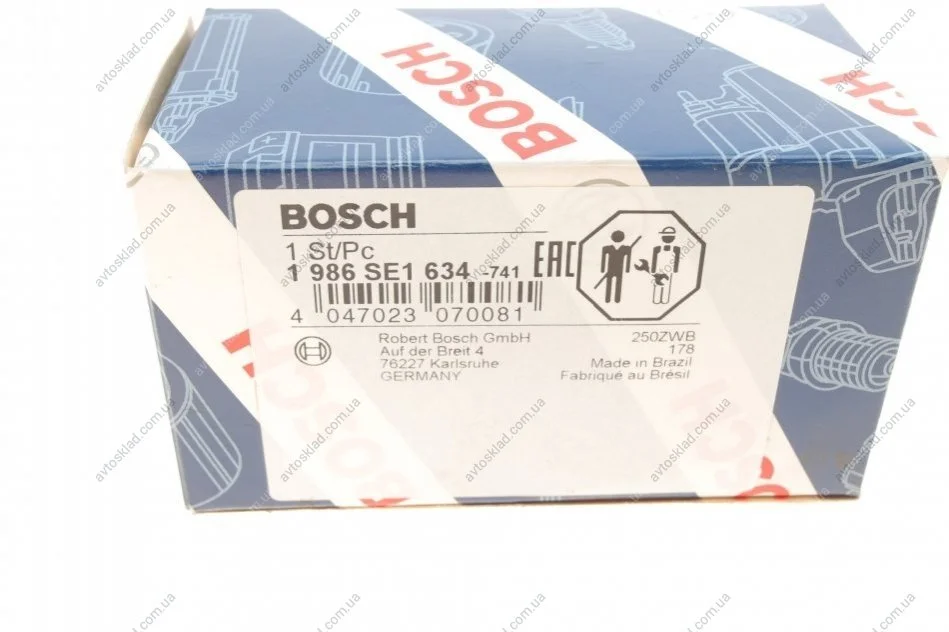 BOSCH
BOSCH
BOSCH
1 St/Pc
1 986 SE1 634 -741
EAC
4 047023 070081
Robert Bosch GmbH
Auf der Breit 4
76227 Karlsruhe
GERMANY
250ZWB
178
Made in Brazil
Fabriqué au Brésil
avtosklad.com.ua